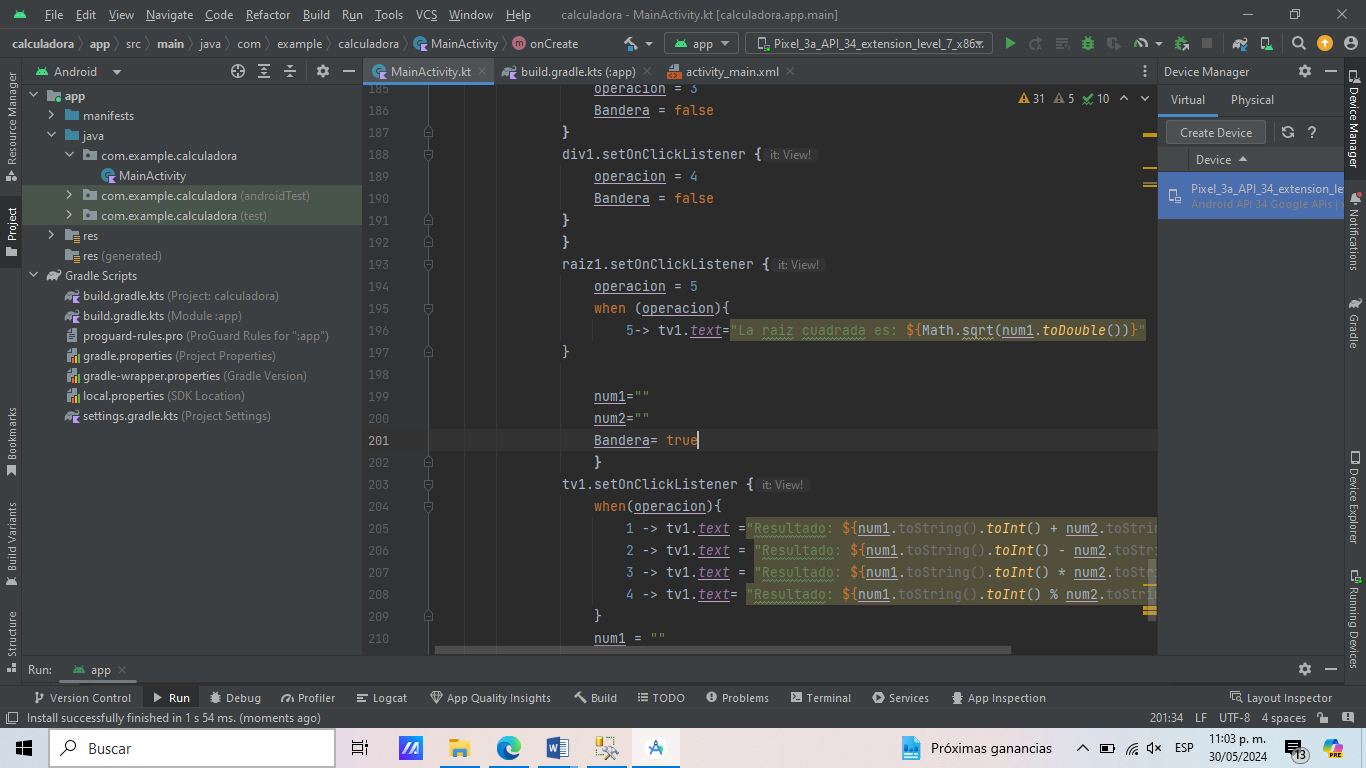 File Edit View Navigate Code Refactor Build Run Tools VCS Window Help calculadora - MainActivity.kt [calculadora.app.main]
calculadora app src main java com example calculadora MainActivity onCreate app Pixel_3a_API_34_extension_level_7_x86
Android
MainActivity.kt build.gradle.kts (:app) activity_main.xml
Device Manager
app
manifests
java
com.example.calculadora
MainActivity
com.example.calculadora (androidTest)
com.example.calculadora (test)
res
res (generated)
Gradle Scripts
build.gradle.kts (Project: calculadora)
build.gradle.kts (Module :app)
proguard-rules.pro (ProGuard Rules for ":app")
gradle.properties (Project Properties)
gradle-wrapper.properties (Gradle Version)
local.properties (SDK Location)
settings.gradle.kts (Project Settings)
31 5 10
185 operacion = 3
186 Bandera = false
187 }
188 div1.setOnClickListener { it: View!
189 operacion = 4
190 Bandera = false
191 }
192 }
193 raiz1.setOnClickListener { it: View!
194 operacion = 5
195 when (operacion){
196 5-> tv1.text="La raiz cuadrada es: ${Math.sqrt(num1.toDouble())}"
197 }
198
199 num1=""
200 num2=""
201 Bandera= true
202 }
203 tv1.setOnClickListener { it: View!
204 when(operacion){
205 1 -> tv1.text ="Resultado: ${num1.toString().toInt() + num2.toStrin
206 2 -> tv1.text = "Resultado: ${num1.toString().toInt() - num2.toStri
207 3 -> tv1.text = "Resultado: ${num1.toString().toInt() * num2.toStr
208 4 -> tv1.text= "Resultado: ${num1.toString().toInt() % num2.toStrin
209 }
210 num1 = ""
Virtual Physical
Create Device ?
Device
Pixel_3a_API_34_extension_le
Android API 34 Google APIs |
Resource Manager
Project
Bookmarks
Build Variants
Structure
Device Manager
Notifications
Gradle
Device Explorer
Running Devices
Run: app
Version Control Run Debug Profiler Logcat App Quality Insights Build TODO Problems Terminal Services App Inspection Layout Inspector
Install successfully finished in 1 s 54 ms. (moments ago) 201:34 LF UTF-8 4 spaces
Buscar Próximas ganancias ESP 11:03 p. m. 13 PRE
30/05/2024